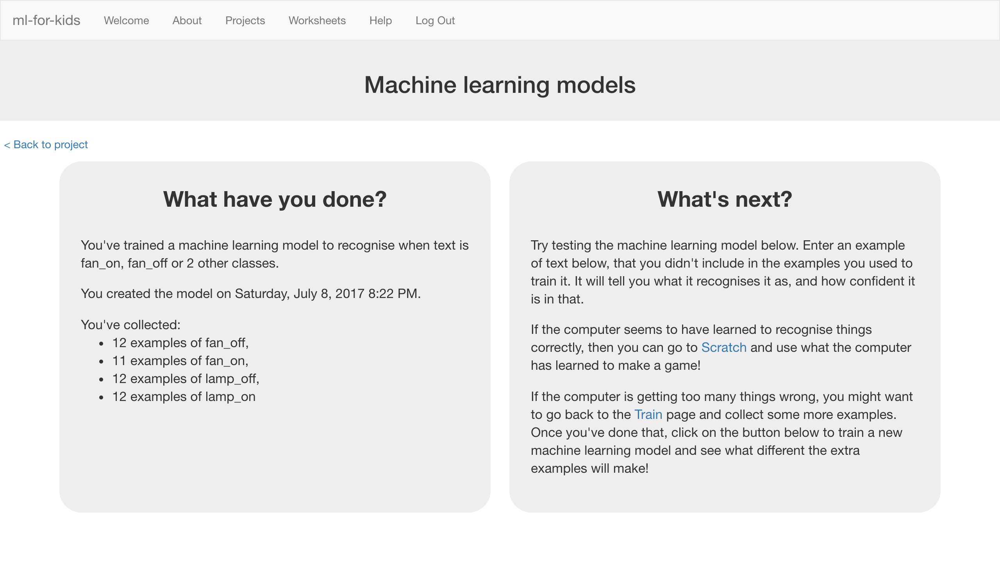 ml-for-kids Welcome About Projects Worksheets Help Log Out
Machine learning models
< Back to project
What have you done?
You've trained a machine learning model to recognise when text is
fan_on, fan_off or 2 other classes.
You created the model on Saturday, July 8, 2017 8:22 PM.
You've collected:
• 12 examples of fan_off,
• 11 examples of fan_on,
• 12 examples of lamp_off,
• 12 examples of lamp_on
What's next?
Try testing the machine learning model below. Enter an example
of text below, that you didn't include in the examples you used to
train it. It will tell you what it recognises it as, and how confident it
is in that.
If the computer seems to have learned to recognise things
correctly, then you can go to Scratch and use what the computer
has learned to make a game!
If the computer is getting too many things wrong, you might want
to go back to the Train page and collect some more examples.
Once you've done that, click on the button below to train a new
machine learning model and see what different the extra
examples will make!